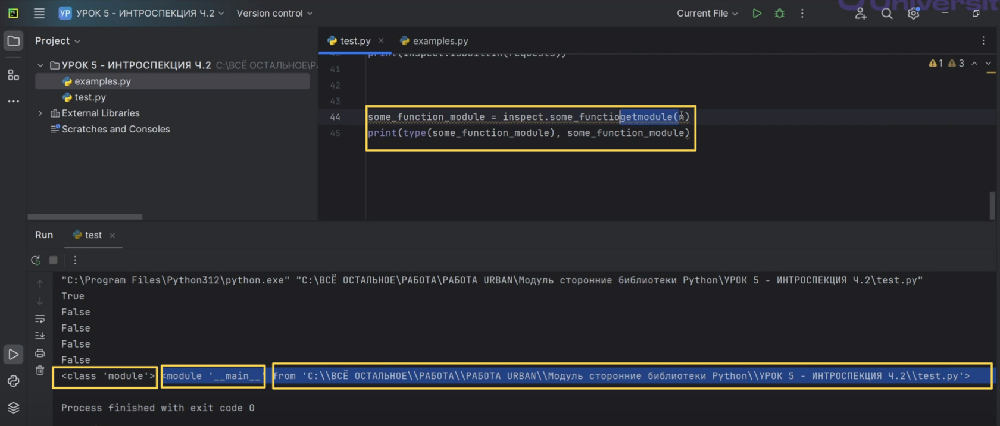 PC
УР УРОК 5 - ИНТРОСПЕКЦИЯ Ч.2 Version control Current File
Project
УРОК 5 - ИНТРОСПЕКЦИЯ Ч.2 C:\ВСЁ ОСТАЛЬНОЕ\Р
examples.py
test.py
External Libraries
Scratches and Consoles
test.py examples.py
1 3
40 print(inspect.isbuiltin(requests))
41
42
43
44 some_function_module = inspect.some_functiogetmodule(n)
45 print(type(some_function_module), some_function_module)
Run test
"C:\Program Files\Python312\python.exe" "C:\ВСЁ ОСТАЛЬНОЕ\РАБОТА\РАБОТА URBAN\Модуль сторонние библиотеки Python\УРОК 5 - ИНТРОСПЕКЦИЯ Ч.2\test.py"
True
False
False
False
False
<class 'module'> <module '__main__' from 'C:\\ВСЁ ОСТАЛЬНОЕ\\РАБОТА\\РАБОТА URBAN\\Модуль сторонние библиотеки Python\\УРОК 5 - ИНТРОСПЕКЦИЯ Ч.2\\test.py'>
Process finished with exit code 0